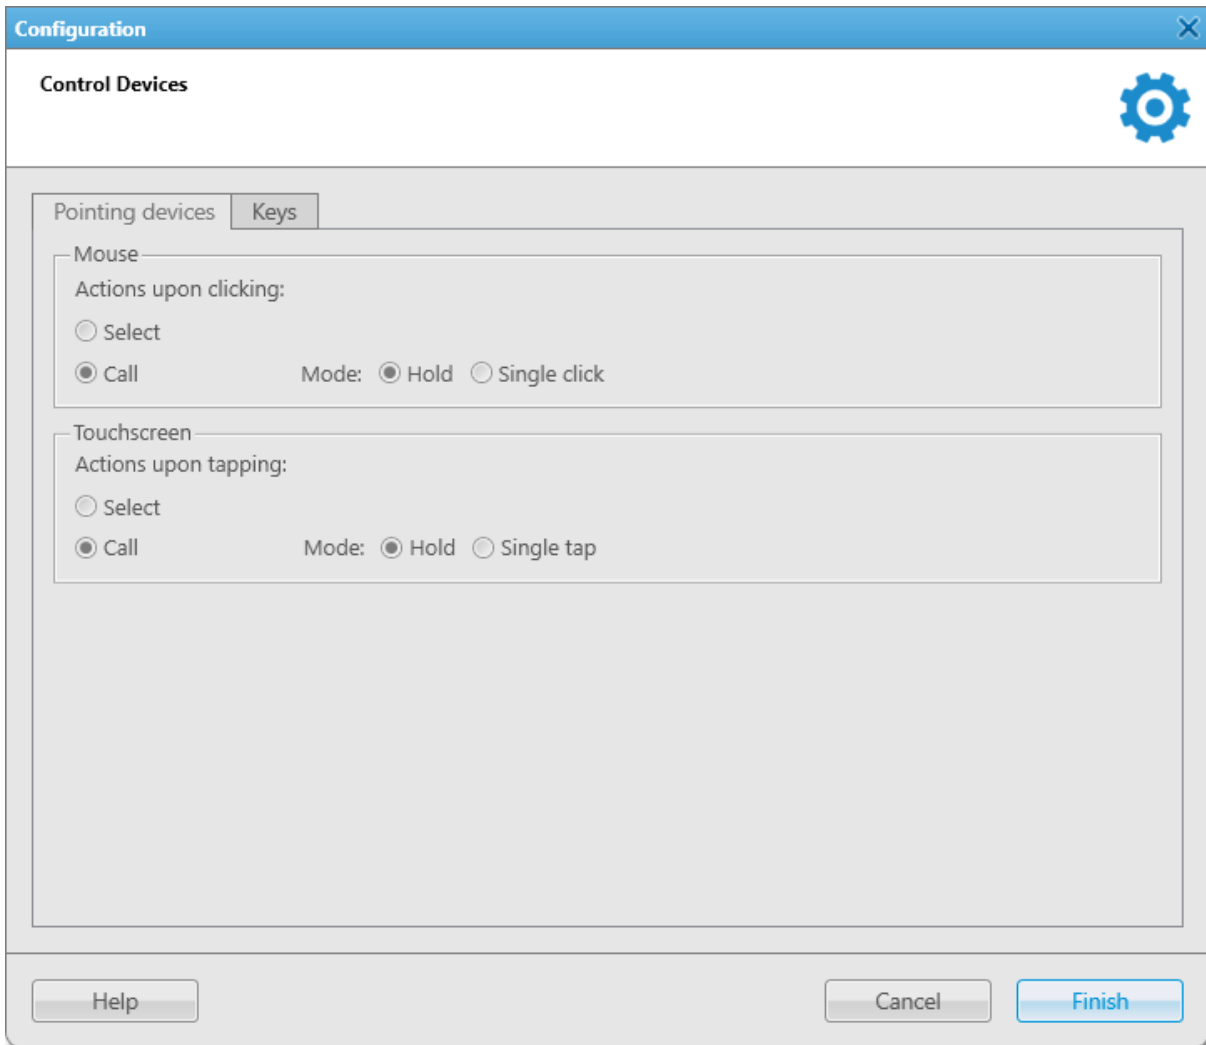 Configuration
Control Devices
Pointing devices Keys
Mouse
Actions upon clicking:
Select
Call Mode: Hold Single click
Touchscreen
Actions upon tapping:
Select
Call Mode: Hold Single tap
Help Cancel Finish